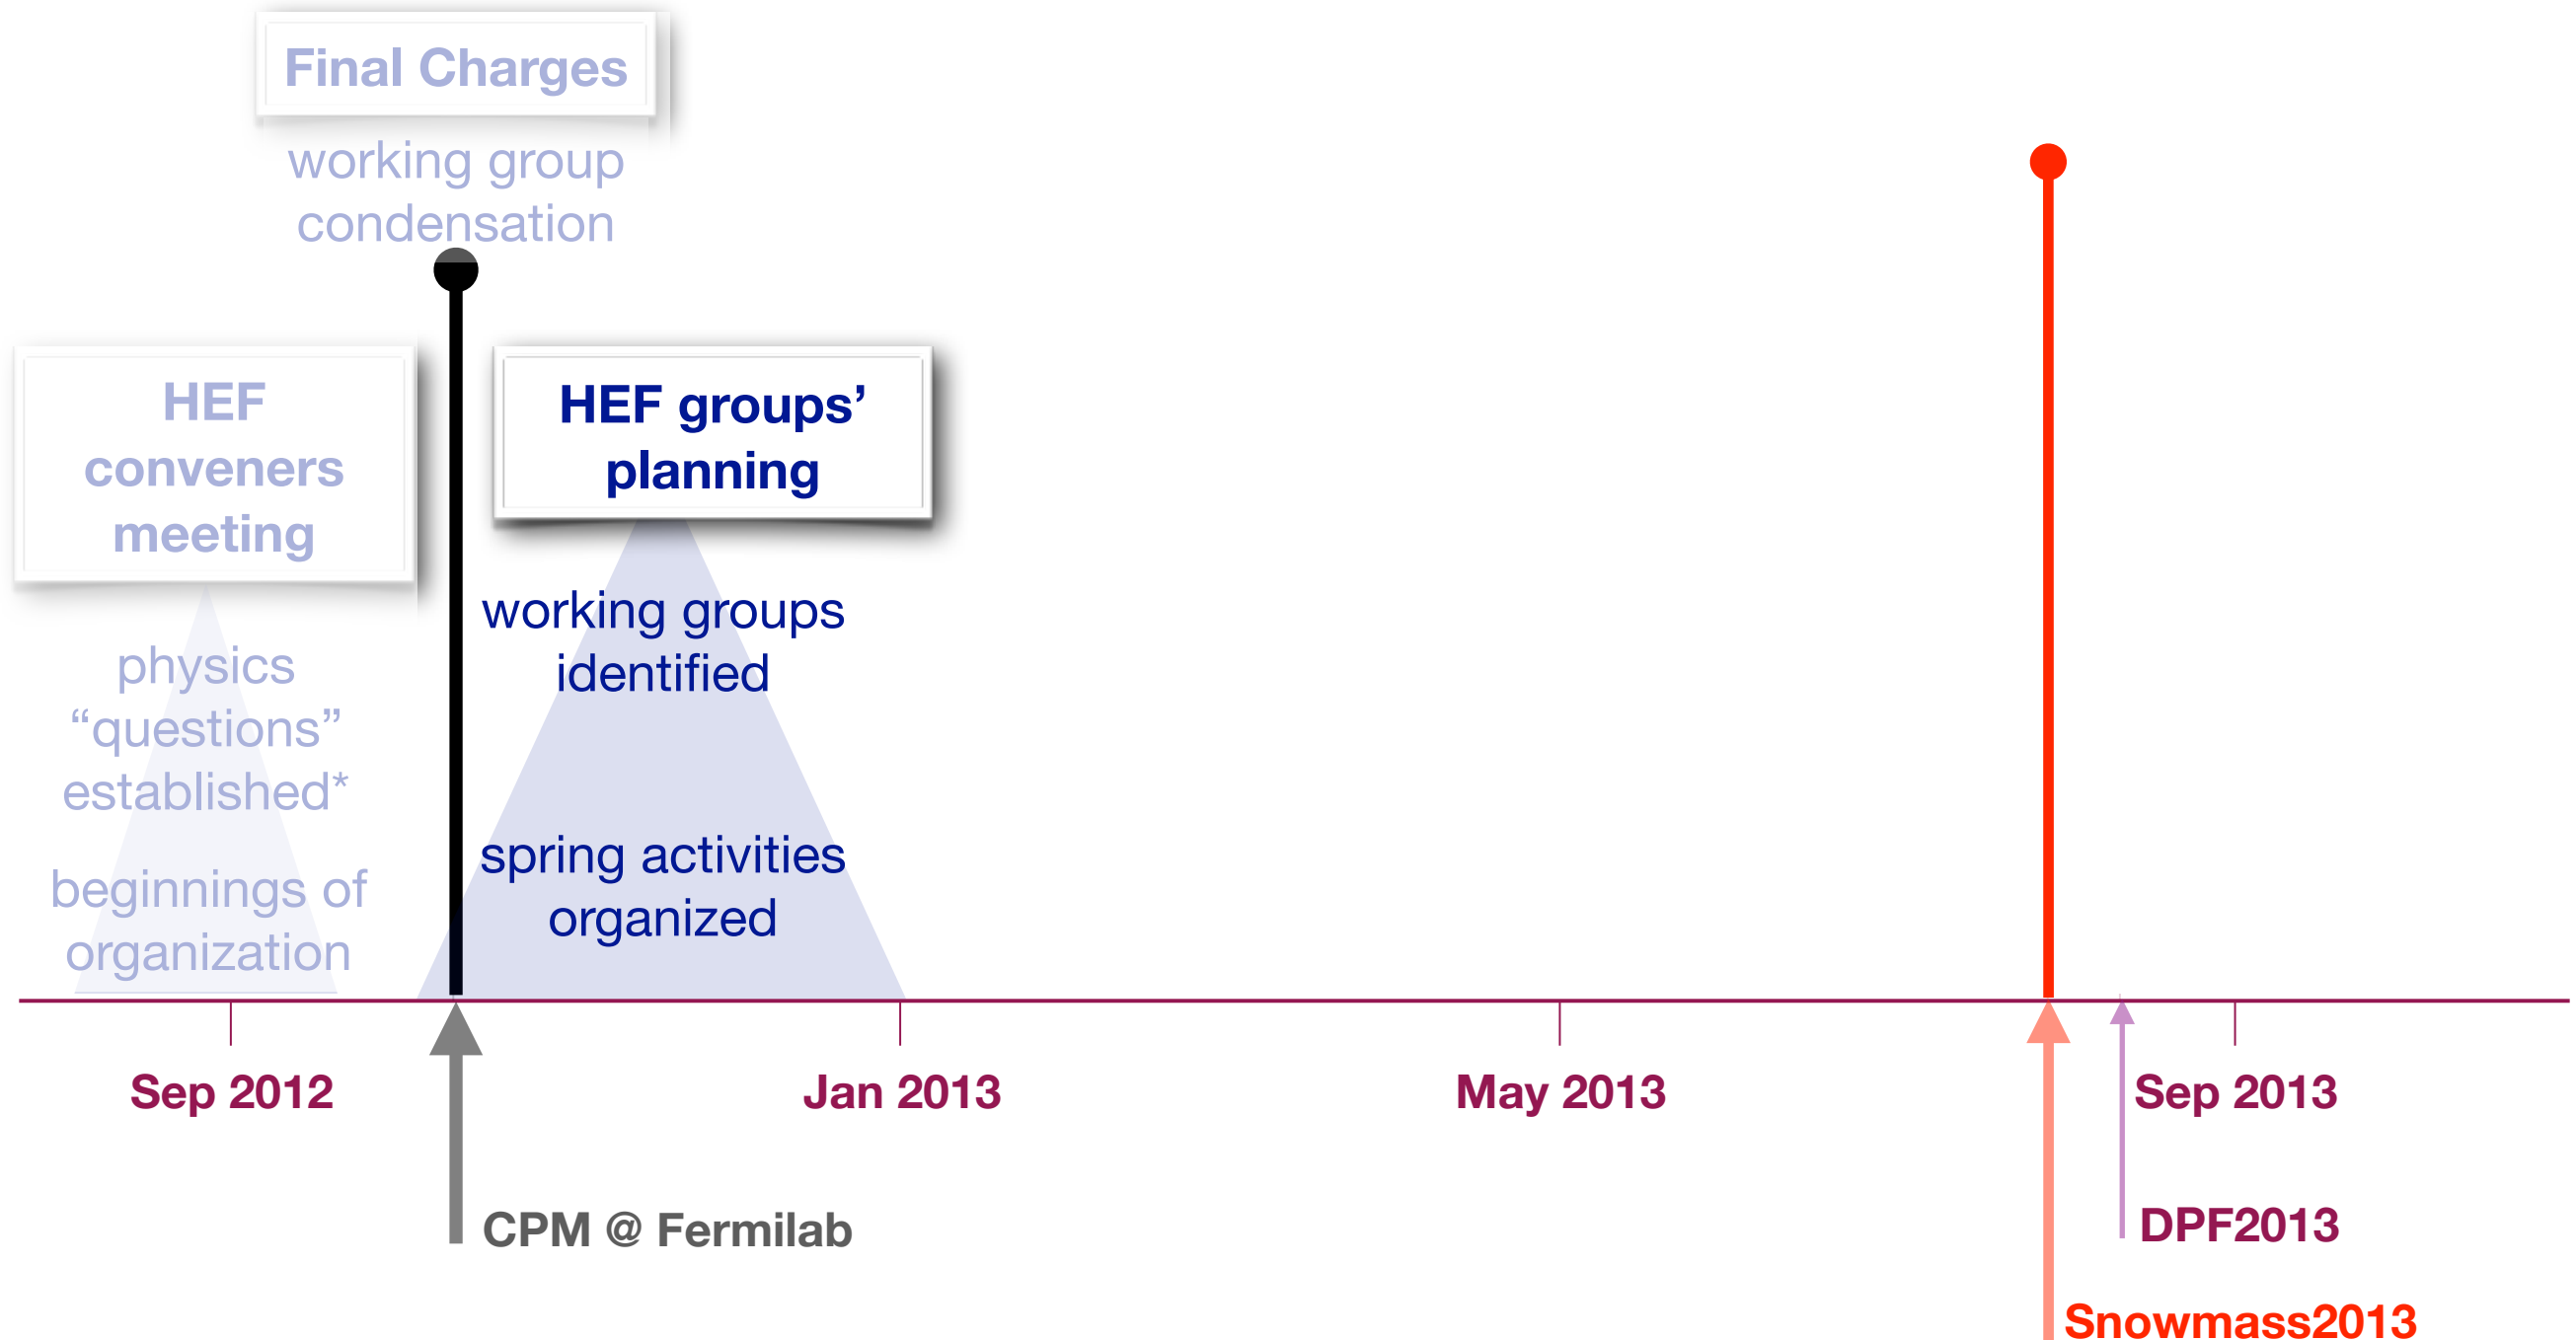 Final Charges
working group
condensation
HEF
conveners
meeting
physics
“questions”
established*
beginnings of
organization
HEF groups’
planning
working groups
identified
spring activities
organized
Sep 2012
Jan 2013
May 2013
Sep 2013
CPM @ Fermilab
DPF2013
Snowmass2013